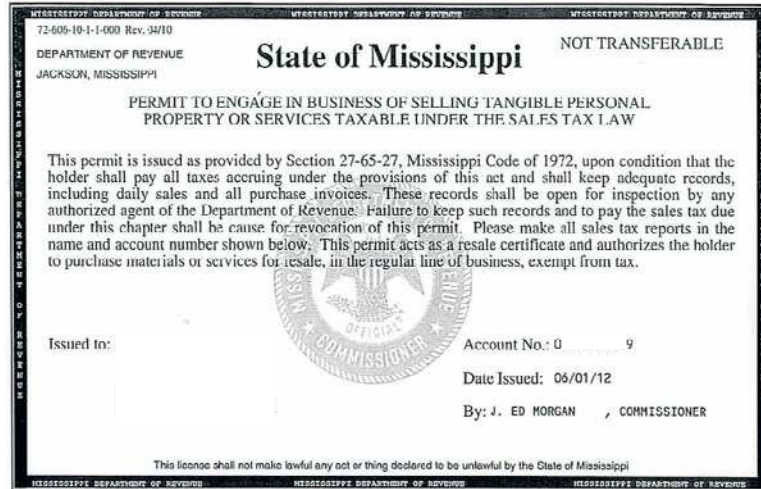 MISSISSIPPI DEPARTMENT OF REVENUE MISSISSIPPI DEPARTMENT OF REVENUE MISSISSIPPI DEPARTMENT OF REVENUE
72-606-10-1-1-000 Rev. 04/10
NOT TRANSFERABLE
DEPARTMENT OF REVENUE
State of Mississippi
JACKSON, MISSISSIPPI
PERMIT TO ENGAGE IN BUSINESS OF SELLING TANGIBLE PERSONAL
PROPERTY OR SERVICES TAXABLE UNDER THE SALES TAX LAW
This permit is issued as provided by Section 27-65-27, Mississippi Code of 1972, upon condition that the
holder shall pay all taxes accruing under the provisions of this act and shall keep adequate records,
including daily sales and all purchase invoices. These records shall be open for inspection by any
authorized agent of the Department of Revenue. Failure to keep such records and to pay the sales tax due
under this chapter shall be cause for revocation of this permit. Please make all sales tax reports in the
name and account number shown below. This permit acts as a resale certificate and authorizes the holder
to purchase materials or services for resale, in the regular line of business, exempt from tax.
MISSISSIPPI DEPARTMENT OF REVENUE
OFFICIAL
COMMISSIONER
Issued to:
Account No.: 0 9
Date Issued: 06/01/12
By: J. ED MORGAN , COMMISSIONER
This license shall not make lawful any act or thing declared to be unlawful by the State of Mississippi
MISSISSIPPI DEPARTMENT OF REVENUE MISSISSIPPI DEPARTMENT OF REVENUE MISSISSIPPI DEPARTMENT OF REVENUE